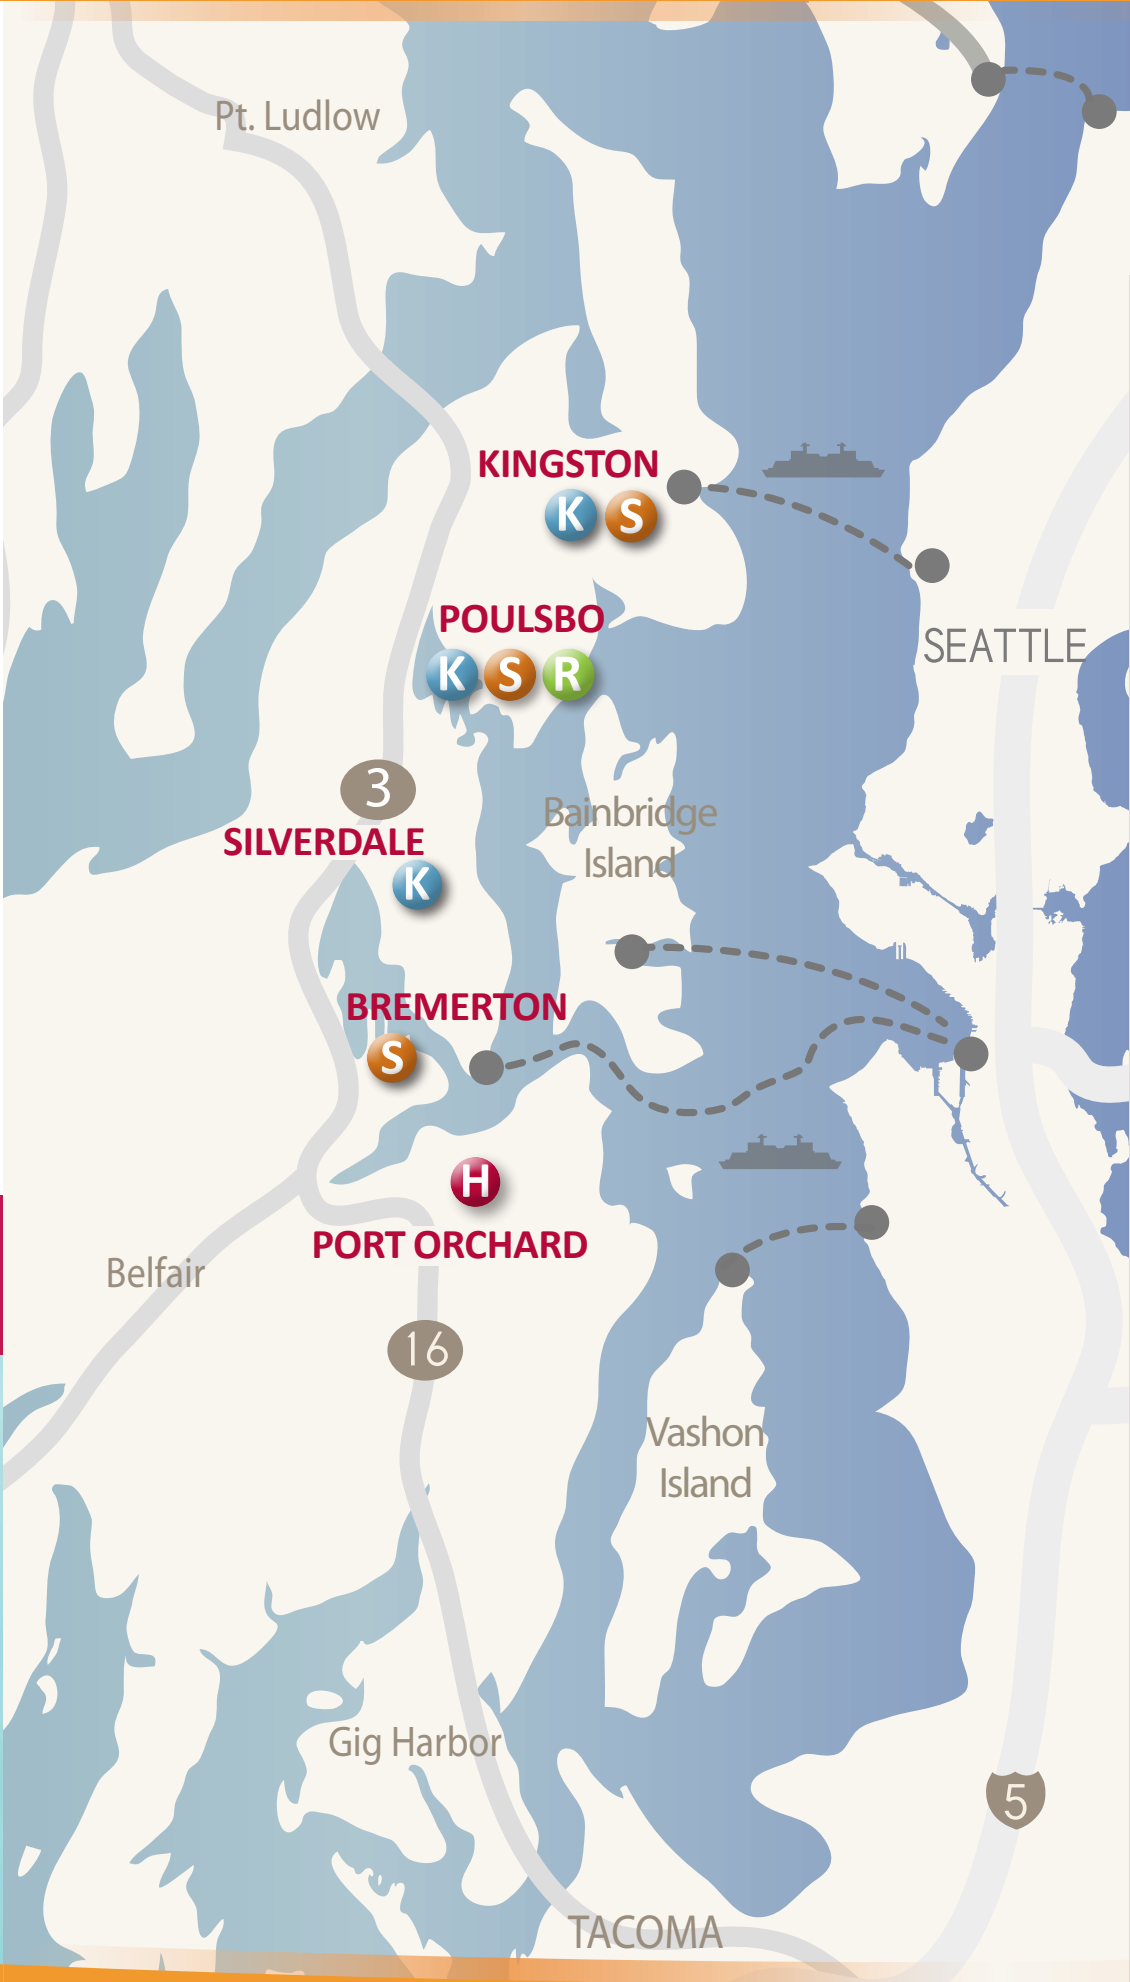 Pt. Ludlow
KINGSTON
K S
POULSBO
K S R
SEATTLE
3
SILVERDALE
K
Bainbridge
Island
BREMERTON
S
H
PORT ORCHARD
Belfair
16
Vashon
Island
Gig Harbor
5
TACOMA